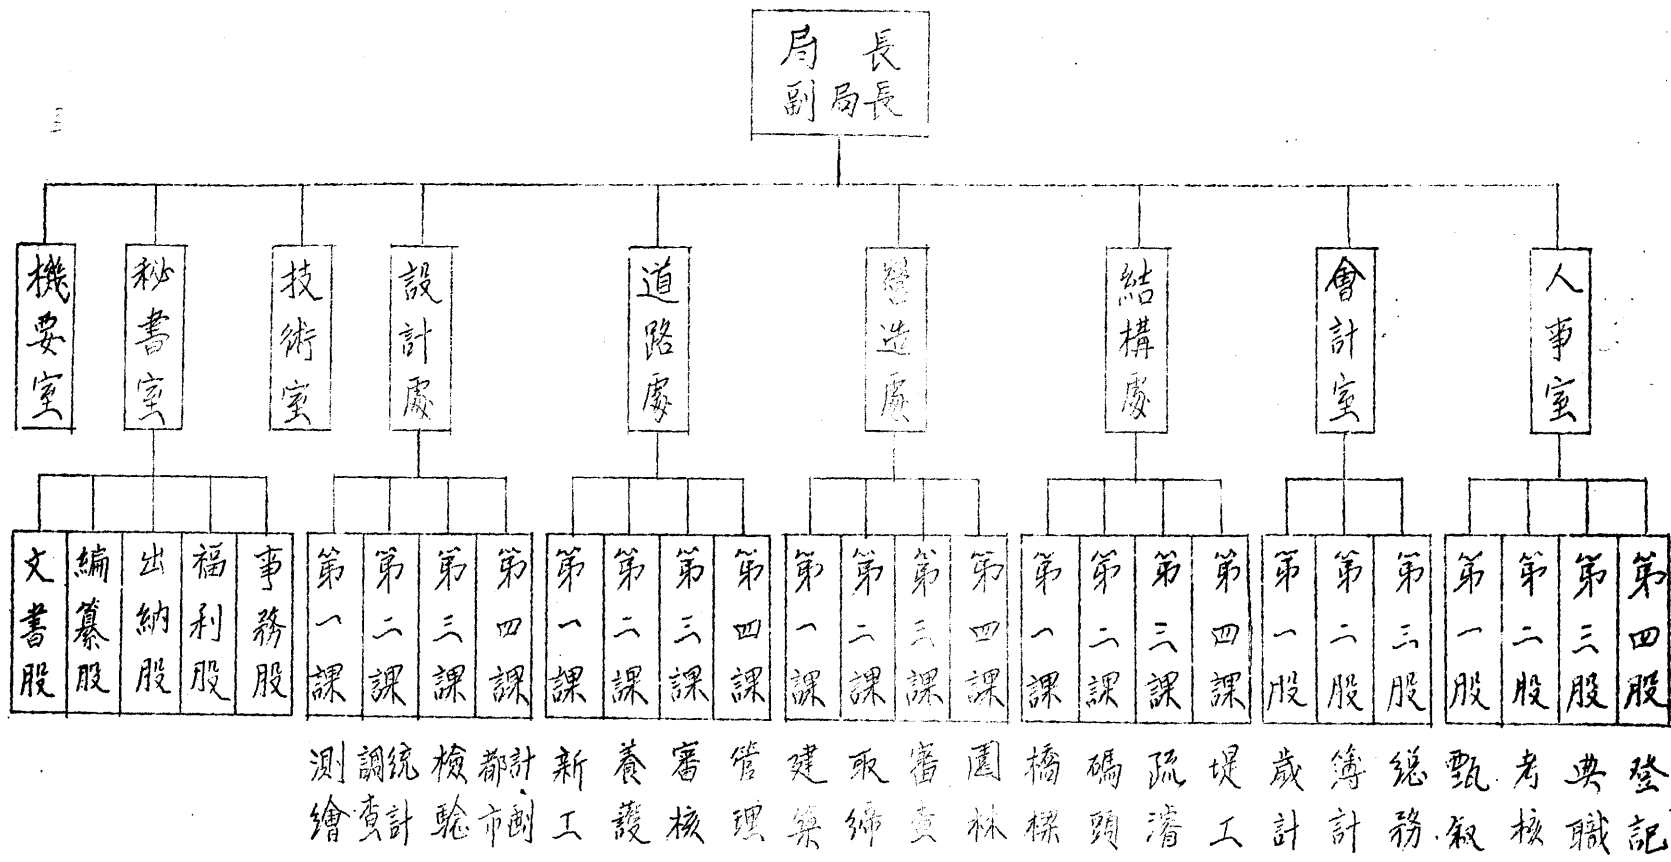 局長
副局長
機要室
秘書室
技術室
設計處
道路處
營造處
結構處
會計室
人事室
文書股
編纂股
出納股
福利股
事務股
第一課
第二課
第三課
第四課
第一課
第二課
第三課
第四課
第一課
第二課
第三課
第四課
第一課
第二課
第三課
第四課
第一股
第二股
第三股
第一股
第二股
第三股
第四股
測繪
調查統計
檢驗
都市計劃
新工
養護
審核
管理
建築
取締
審查
園林
橋樑
碼頭
疏濬
堤工
歲計
簿計
總務
甄敘
考核
典職
登記